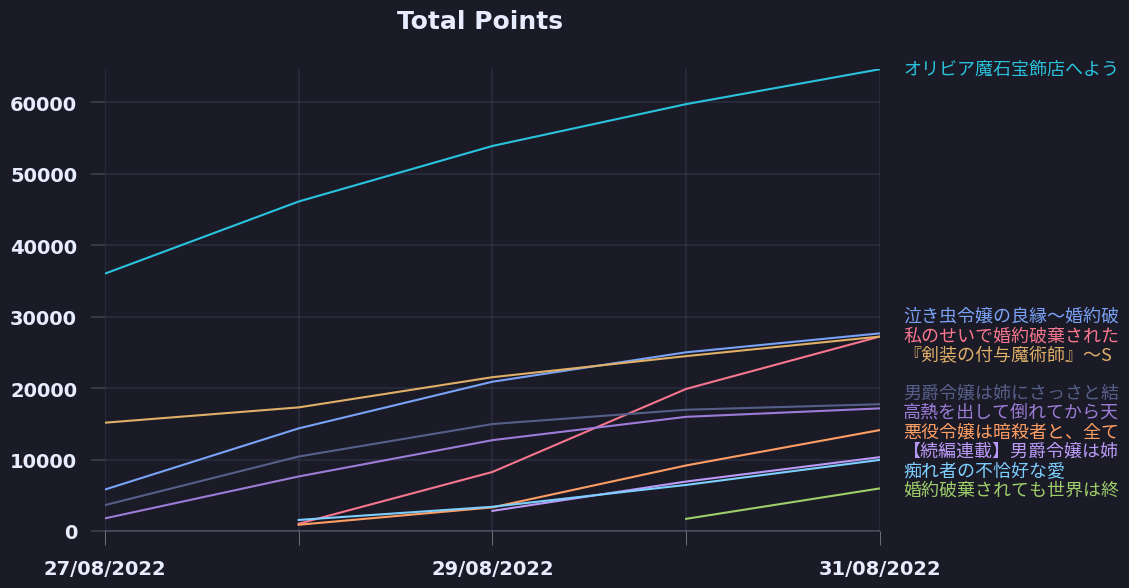 Total Points
オリビア魔石宝飾店へよう
60000
50000
40000
30000
泣き虫令嬢の良縁～婚約破
私のせいで婚約破棄された
『剣装の付与魔術師』～S
20000
男爵令嬢は姉にさっさと結
高熱を出して倒れてから天
悪役令嬢は暗殺者と、全て
10000
【続編連載】男爵令嬢は姉
痴れ者の不恰好な愛
婚約破棄されても世界は終
0
27/08/2022
29/08/2022
31/08/2022